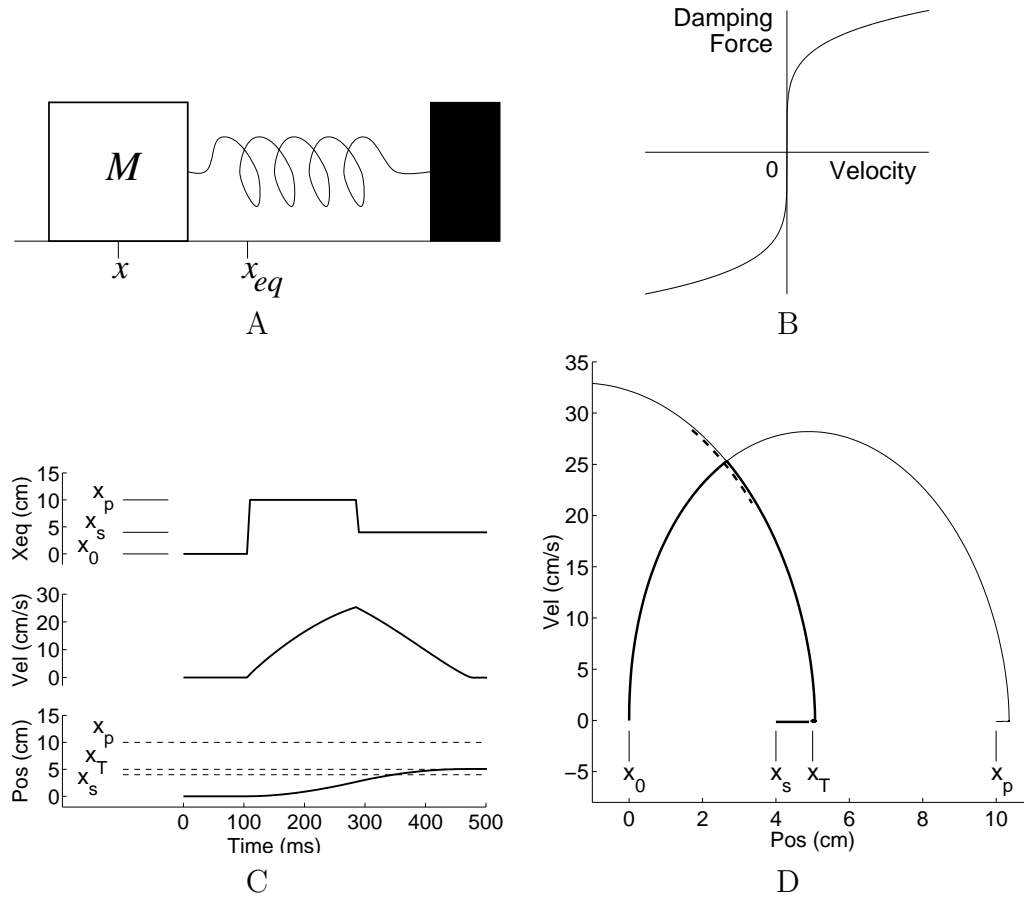 Damping
Force
0
Velocity
M
x
x_eq
A
B
15
10
5
0
Xeq (cm)
x_p
x_s
x_0
30
20
10
0
Vel (cm/s)
15
10
5
0
Pos (cm)
x_p
x_T
x_s
0 100 200 300 400 500
Time (ms)
C
35
30
25
20
15
10
5
0
−5
Vel (cm/s)
x_0 x_s x_T x_p
0 2 4 6 8 10
Pos (cm)
D